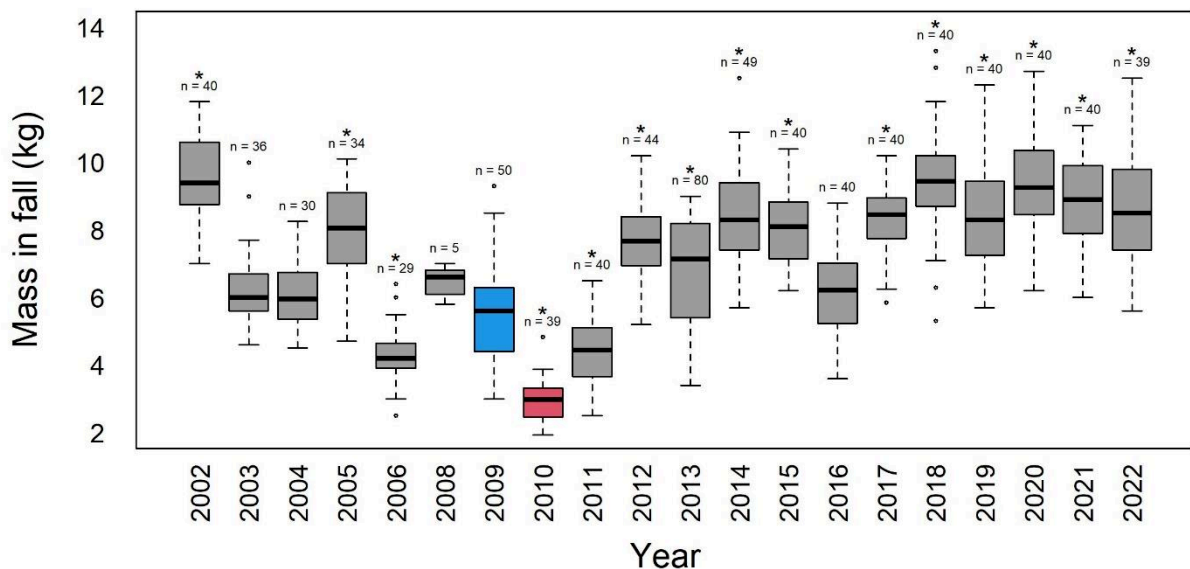 Mass in fall (kg)
14
12
10
8
6
4
2
*
n = 40
n = 36
n = 30
*
n = 34
*
n = 29
n = 5
n = 50
*
n = 39
*
n = 40
*
n = 44
*
n = 80
*
n = 49
*
n = 40
n = 40
*
n = 40
*
n = 40
*
n = 40
*
n = 40
*
n = 40
*
n = 39
2002
2003
2004
2005
2006
2008
2009
2010
2011
2012
2013
2014
2015
2016
2017
2018
2019
2020
2021
2022
Year